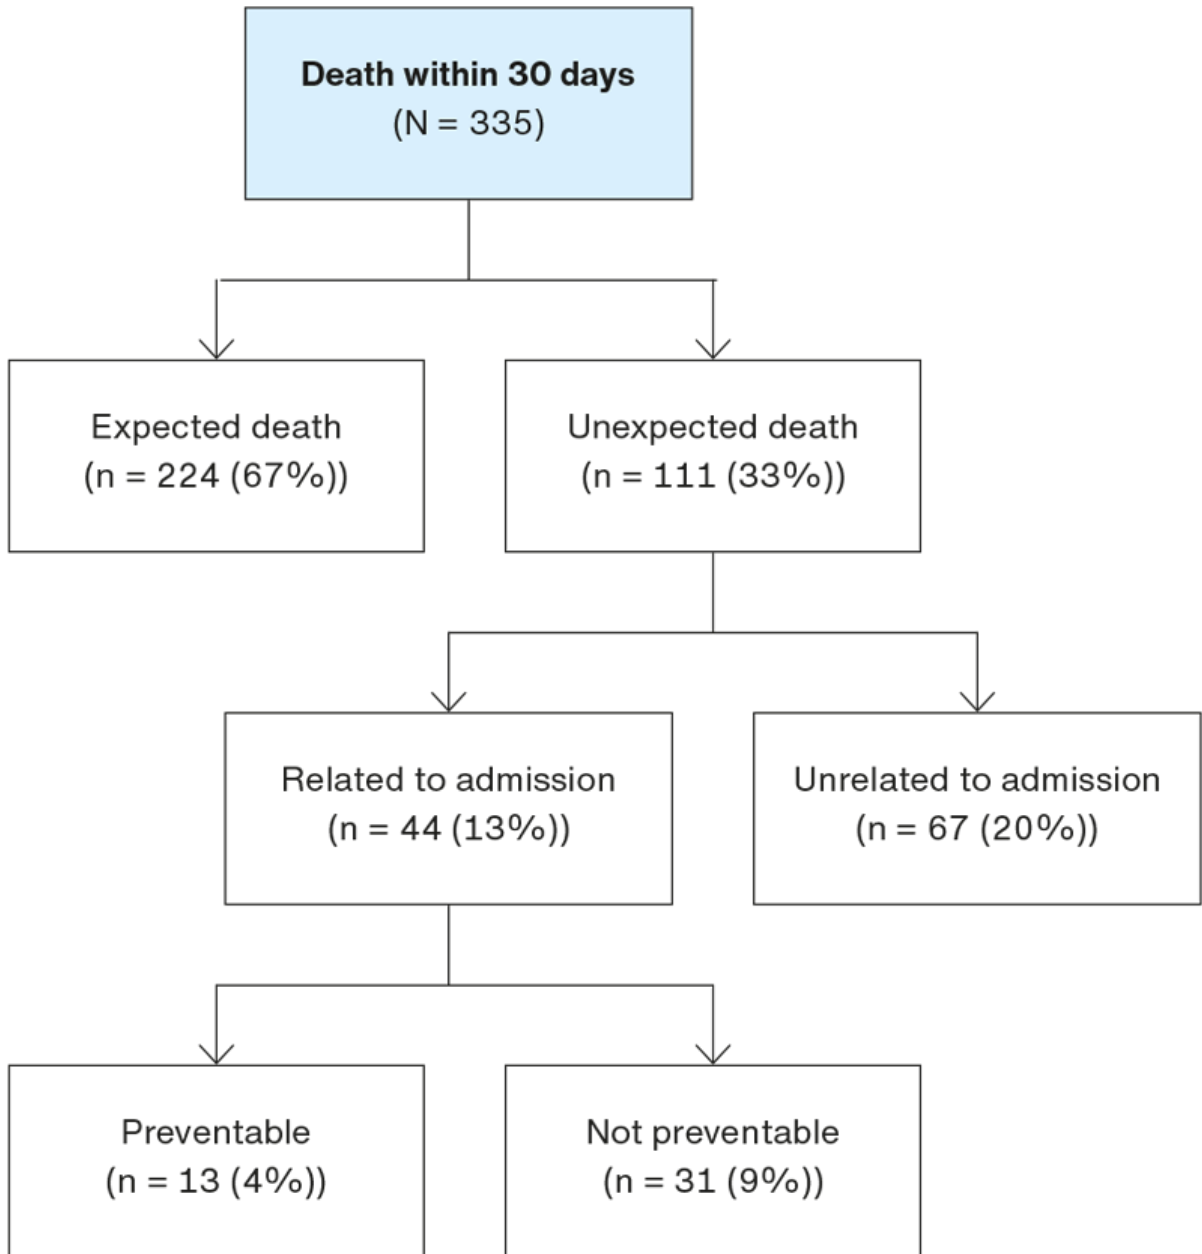 Death within 30 days
(N = 335)
Expected death
(n = 224 (67%))
Unexpected death
(n = 111 (33%))
Related to admission
(n = 44 (13%))
Unrelated to admission
(n = 67 (20%))
Preventable
(n = 13 (4%))
Not preventable
(n = 31 (9%))